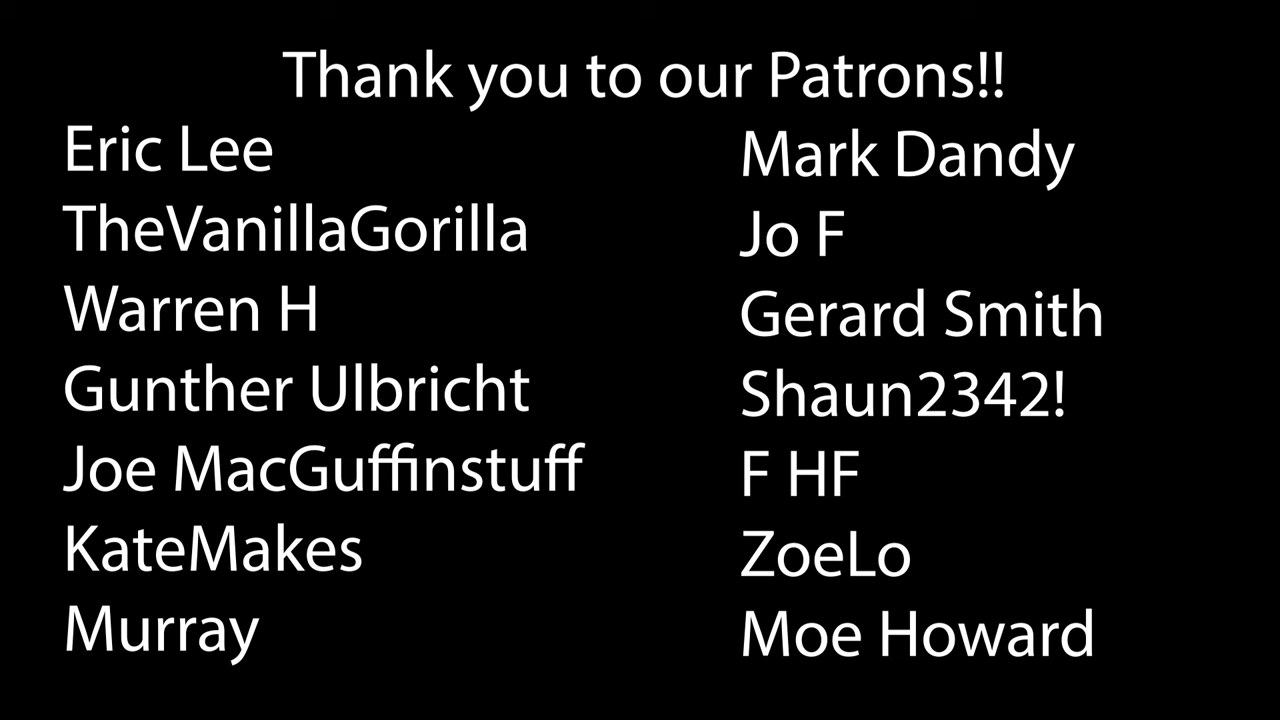 Thank you to our Patrons!!
Eric Lee
TheVanillaGorilla
Warren H
Gunther Ulbricht
Joe MacGuffinstuff
KateMakes
Murray
Mark Dandy
Jo F
Gerard Smith
Shaun2342!
F HF
ZoeLo
Moe Howard